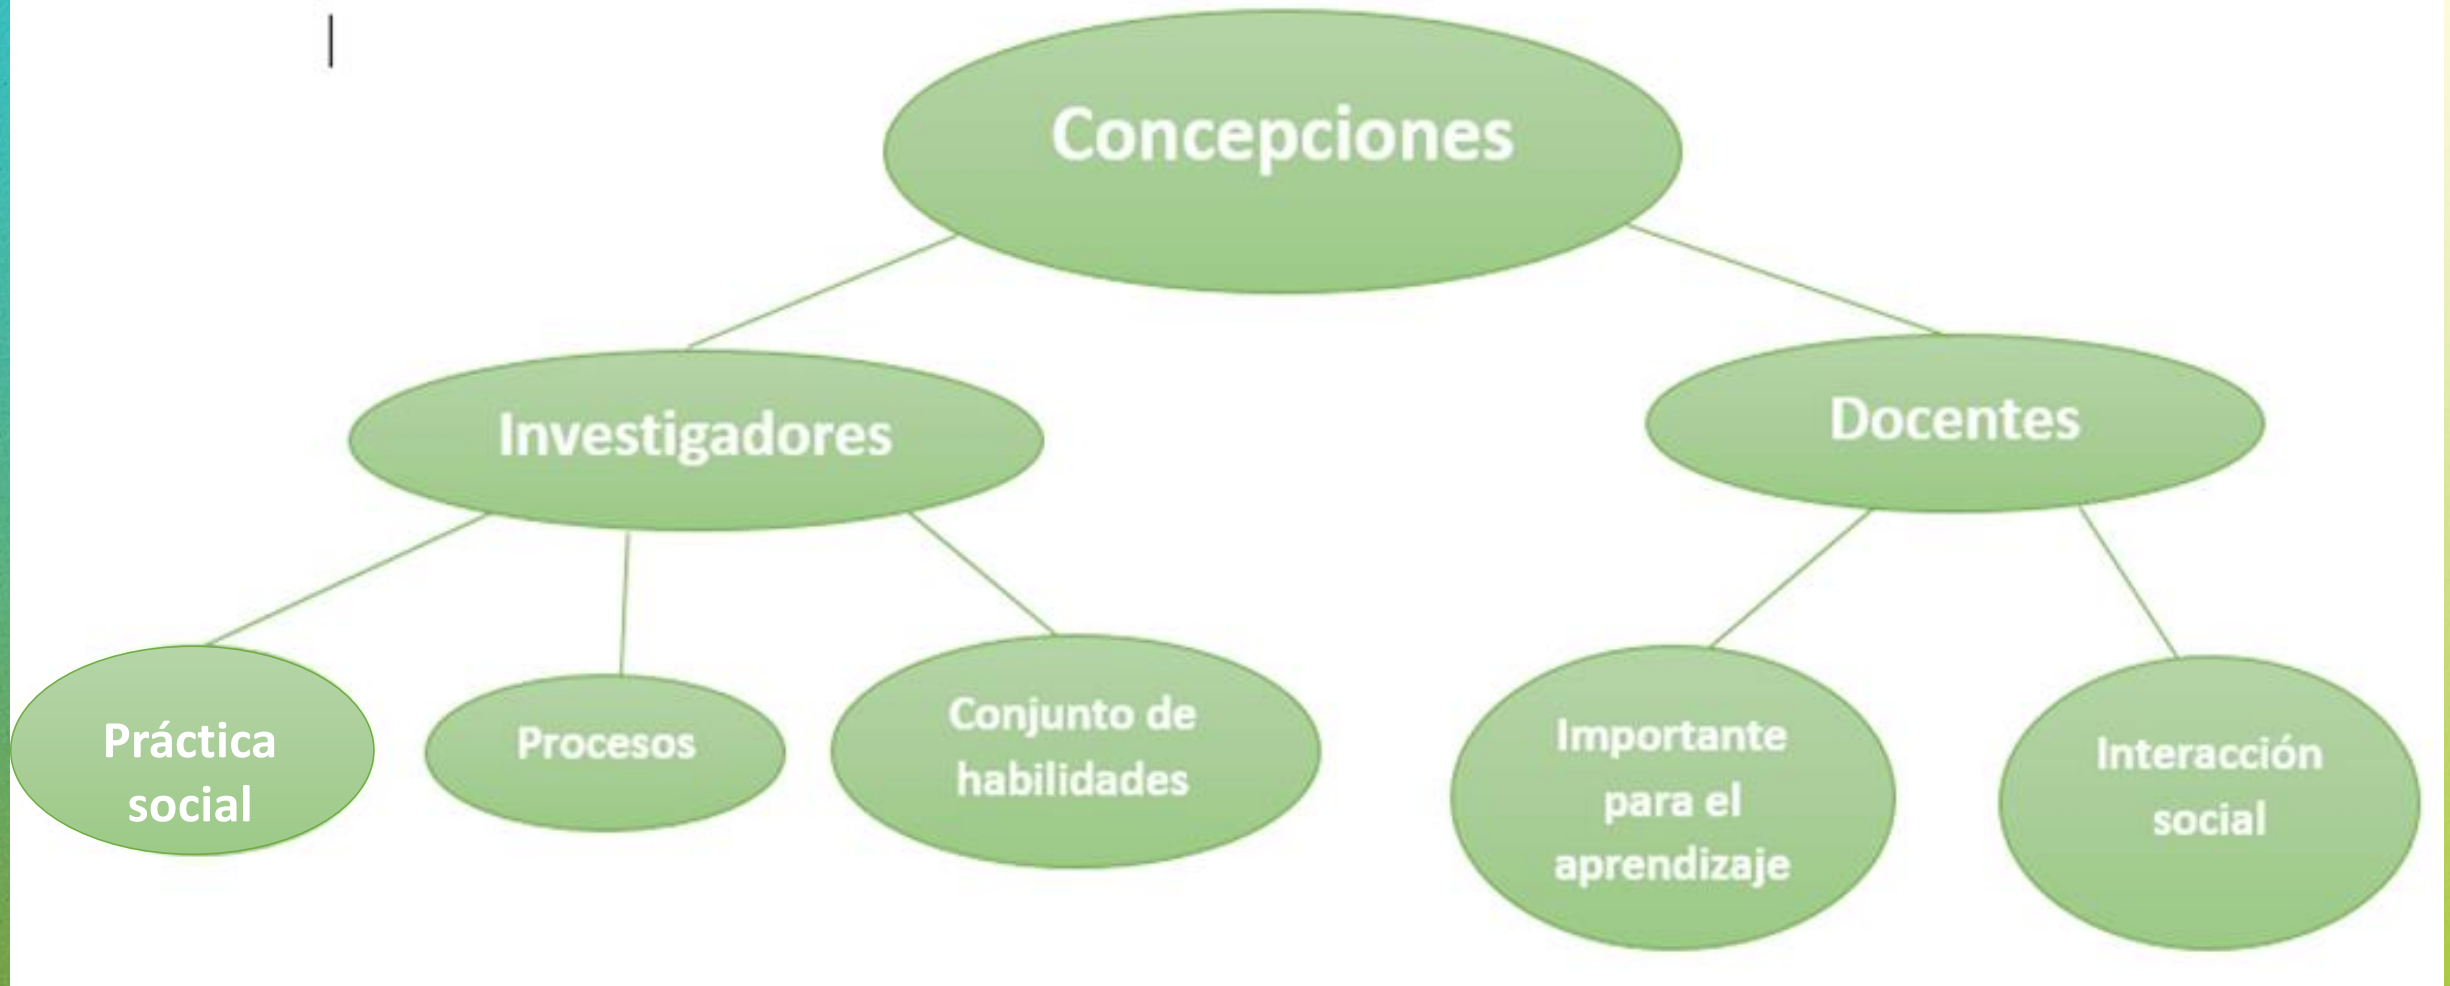 Concepciones
Investigadores
Docentes
Práctica
social
Procesos
Conjunto de
habilidades
Importante
para el
aprendizaje
Interacción
social